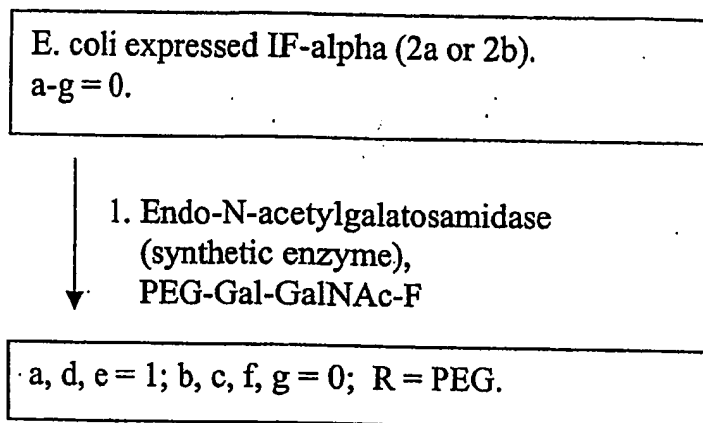 E. coli expressed IF-alpha (2a or 2b).
a-g = 0.
1. Endo-N-acetylgalatosamidase
(synthetic enzyme),
PEG-Gal-GalNAc-F
a, d, e = 1; b, c, f, g = 0; R = PEG.